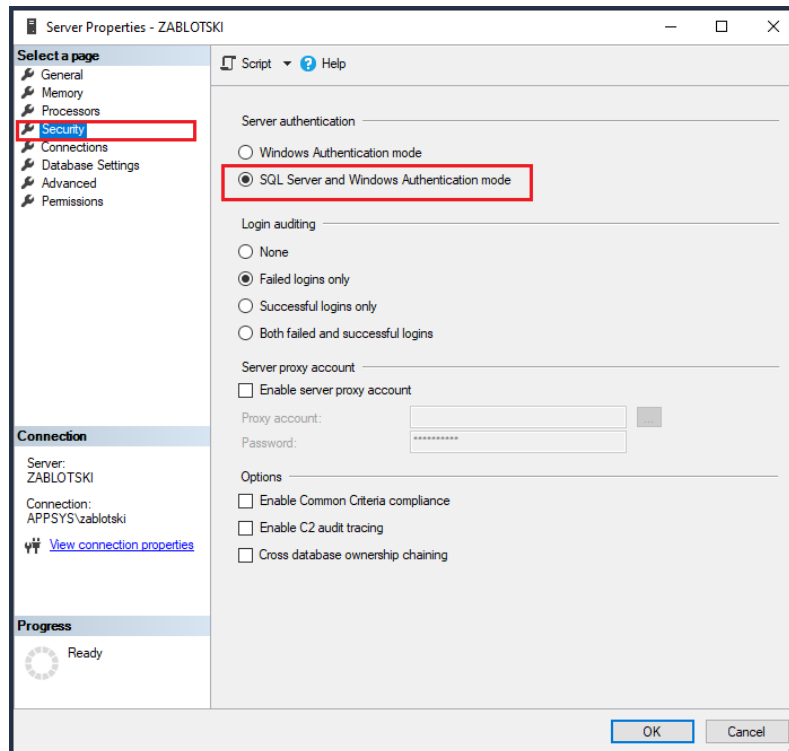 Server Properties - ZABLOTSKI
Select a page
General
Memory
Processors
Security
Connections
Database Settings
Advanced
Permissions
Script
Help
Server authentication
Windows Authentication mode
SQL Server and Windows Authentication mode
Login auditing
None
Failed logins only
Successful logins only
Both failed and successful logins
Server proxy account
Enable server proxy account
Proxy account:
...
Password:
**********
Options
Enable Common Criteria compliance
Enable C2 audit tracing
Cross database ownership chaining
Connection
Server:
ZABLOTSKI
Connection:
APPSYS\zablotski
View connection properties
Progress
Ready
OK
Cancel